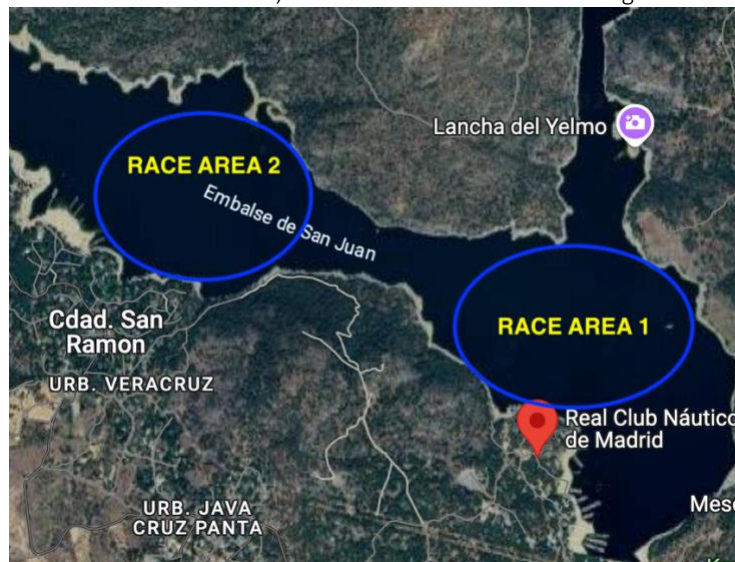 RACE AREA 2
Lancha del Yelmo
Embalse de San Juan
RACE AREA 1
Cdad. San
Ramon
URB. VERACRUZ
Real Club Náutico
de Madrid
URB. JAVA
CRUZ PANTA